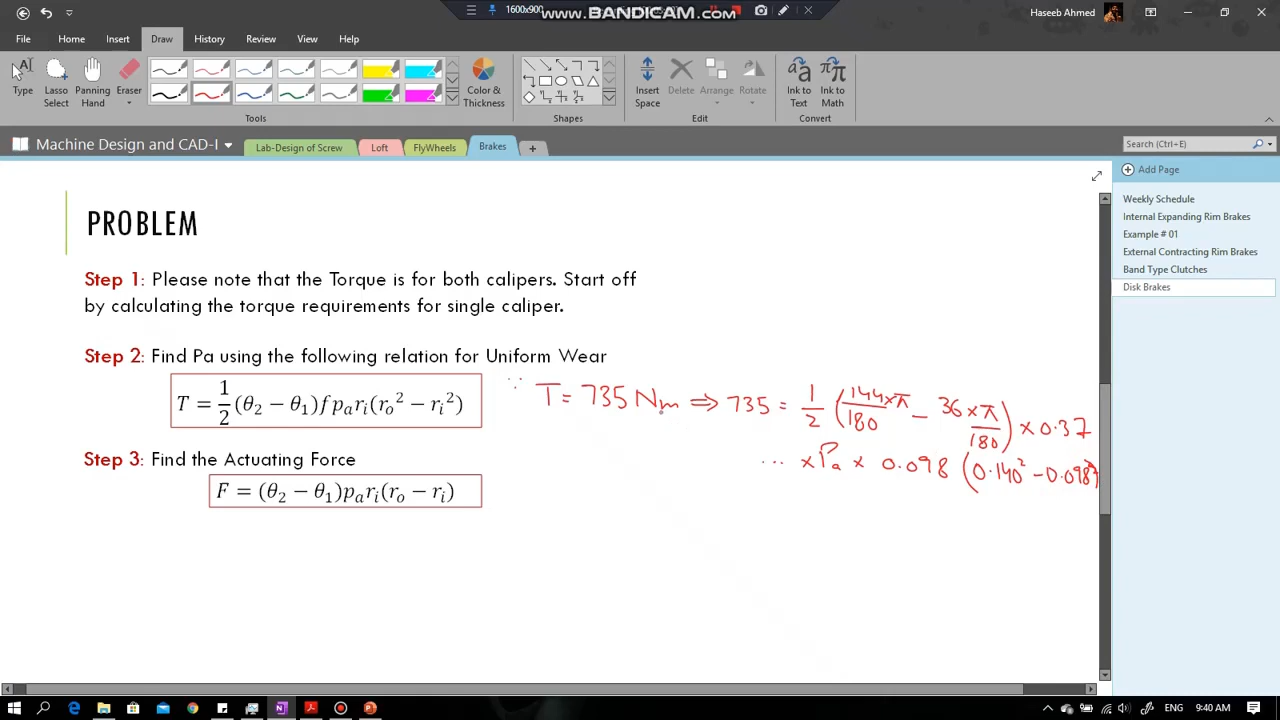 1600x900
www.BANDICAM.com
Haseeb Ahmed
File Home Insert Draw History Review View Help
Type
Lasso Select
Panning Hand
Eraser
Color & Thickness
Insert Space
Delete
Arrange
Rotate
Ink to Text
Ink to Math
Tools
Shapes
Edit
Convert
Machine Design and CAD-I
Lab-Design of Screw
Loft
FlyWheels
Brakes
Search (Ctrl+E)
Add Page
Weekly Schedule
Internal Expanding Rim Brakes
Example # 01
External Contracting Rim Brakes
Band Type Clutches
Disk Brakes
PROBLEM
Step 1: Please note that the Torque is for both calipers. Start off
by calculating the torque requirements for single caliper.
Step 2: Find Pa using the following relation for Uniform Wear
T = 1/2 (θ₂ − θ₁)fpₐrᵢ(rₒ² − rᵢ²)
T = 735 Nm ⇒ 735 = 1/2 (144×π/180 − 36×π/180) × 0.37
... × Pa × 0.098 (0.140² − 0.098²)
Step 3: Find the Actuating Force
F = (θ₂ − θ₁)pₐrᵢ(rₒ − rᵢ)
ENG 9:40 AM